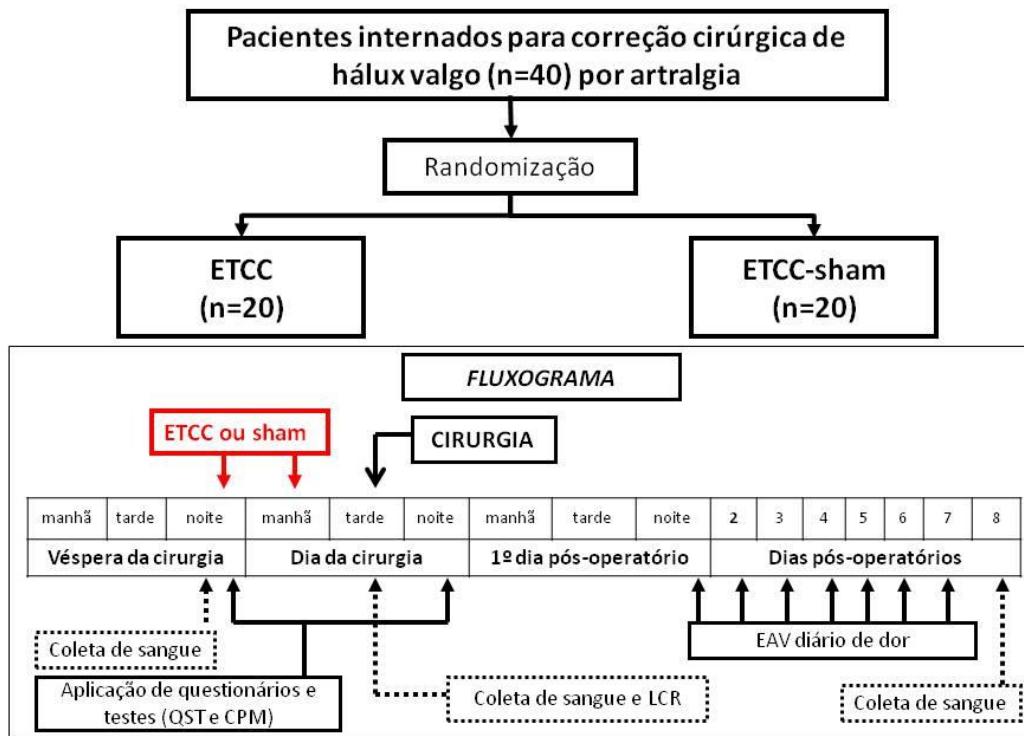 Pacientes internados para correção cirúrgica de
hálux valgo (n=40) por artralgia
Randomização
ETCC
(n=20)
ETCC-sham
(n=20)
FLUXOGRAMA
ETCC ou sham
CIRURGIA
manhã tarde noite manhã tarde noite manhã tarde noite 2 3 4 5 6 7 8
Véspera da cirurgia Dia da cirurgia 1º dia pós-operatório Dias pós-operatórios
Coleta de sangue
Aplicação de questionários e
testes (QST e CPM)
Coleta de sangue e LCR
EAV diário de dor
Coleta de sangue